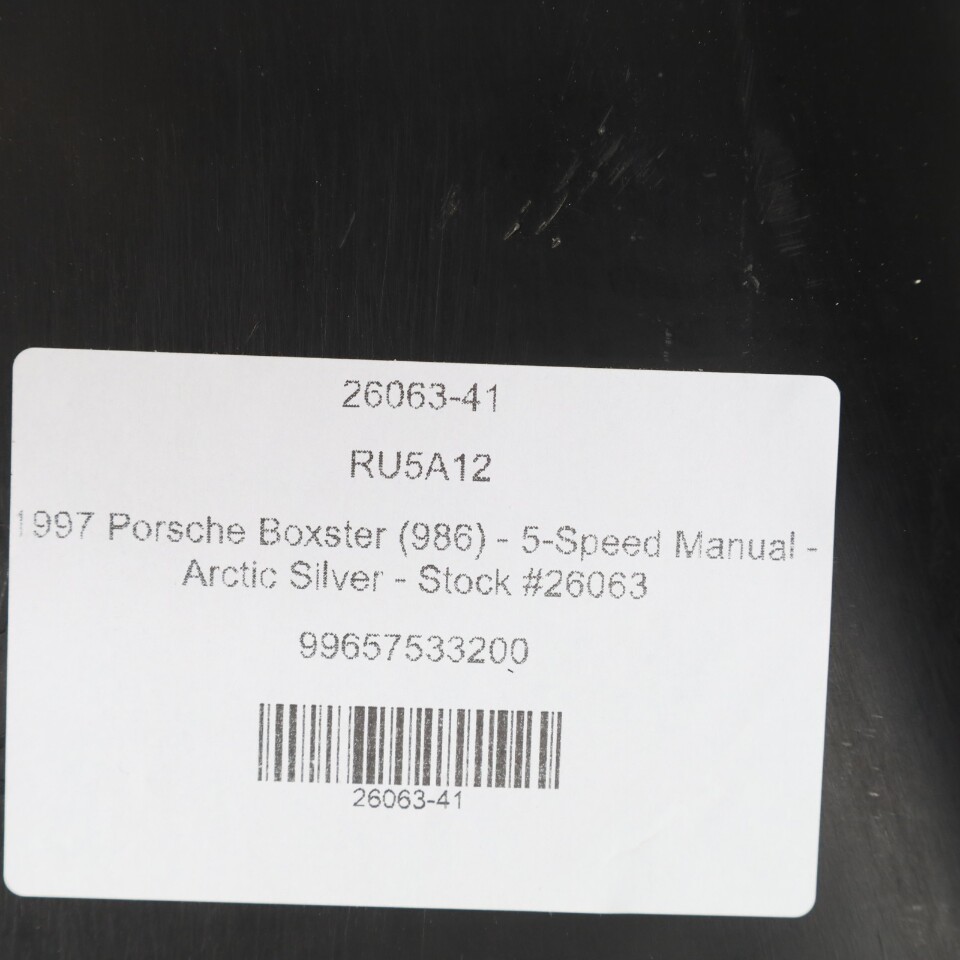 26063-41
RU5A12
1997 Porsche Boxster (986) - 5-Speed Manual -
Arctic Silver - Stock #26063
99657533200
26063-41